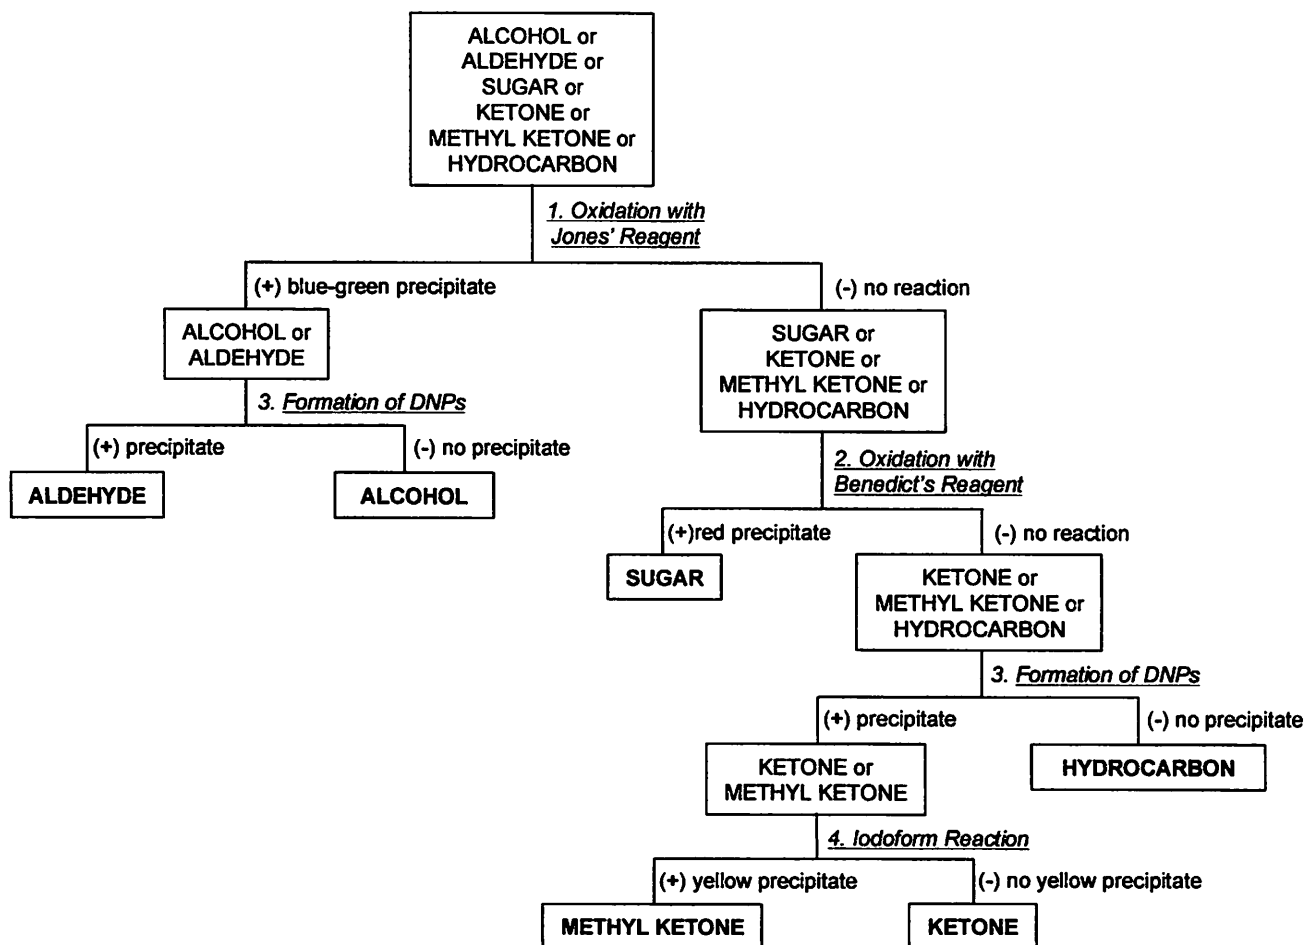 ALCOHOL or
ALDEHYDE or
SUGAR or
KETONE or
METHYL KETONE or
HYDROCARBON
1. Oxidation with
Jones' Reagent
(+) blue-green precipitate
(-) no reaction
ALCOHOL or
ALDEHYDE
SUGAR or
KETONE or
METHYL KETONE or
HYDROCARBON
3. Formation of DNPs
(+) precipitate
(-) no precipitate
ALDEHYDE
ALCOHOL
2. Oxidation with
Benedict's Reagent
(+)red precipitate
(-) no reaction
SUGAR
KETONE or
METHYL KETONE or
HYDROCARBON
3. Formation of DNPs
(+) precipitate
(-) no precipitate
KETONE or
METHYL KETONE
HYDROCARBON
4. Iodoform Reaction
(+) yellow precipitate
(-) no yellow precipitate
METHYL KETONE
KETONE